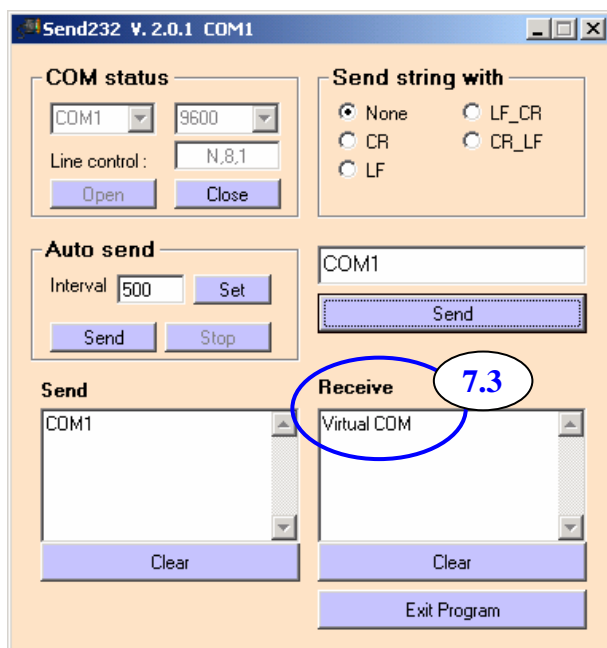 Send232 V. 2.0.1 COM1
COM status
COM1
9600
Line control :
N,8,1
Open
Close
Send string with
None
LF_CR
CR
CR_LF
LF
Auto send
Interval
500
Set
Send
Stop
COM1
Send
Send
COM1
Clear
Receive
7.3
Virtual COM
Clear
Exit Program